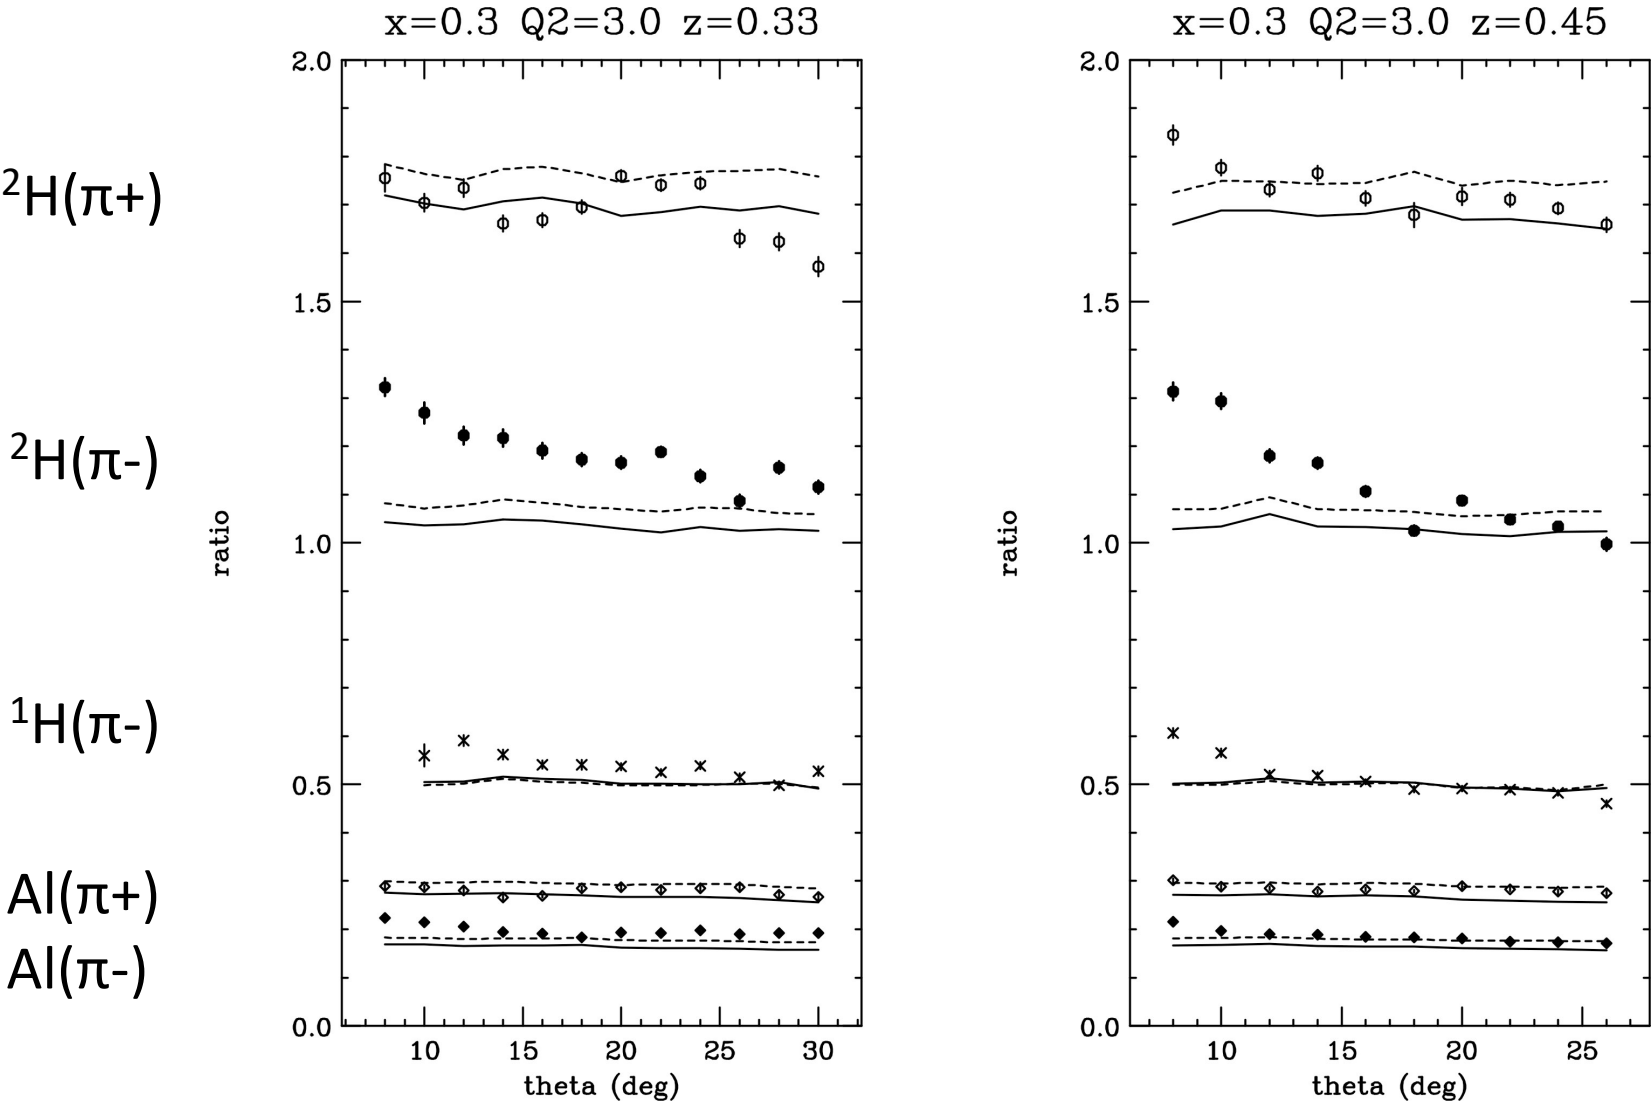 x=0.3 Q2=3.0 z=0.33
x=0.3 Q2=3.0 z=0.45
²H(π+)
²H(π-)
¹H(π-)
Al(π+)
Al(π-)
2.0
1.5
1.0
0.5
0.0
ratio
10 15 20 25 30
theta (deg)
2.0
1.5
1.0
0.5
0.0
ratio
10 15 20 25
theta (deg)